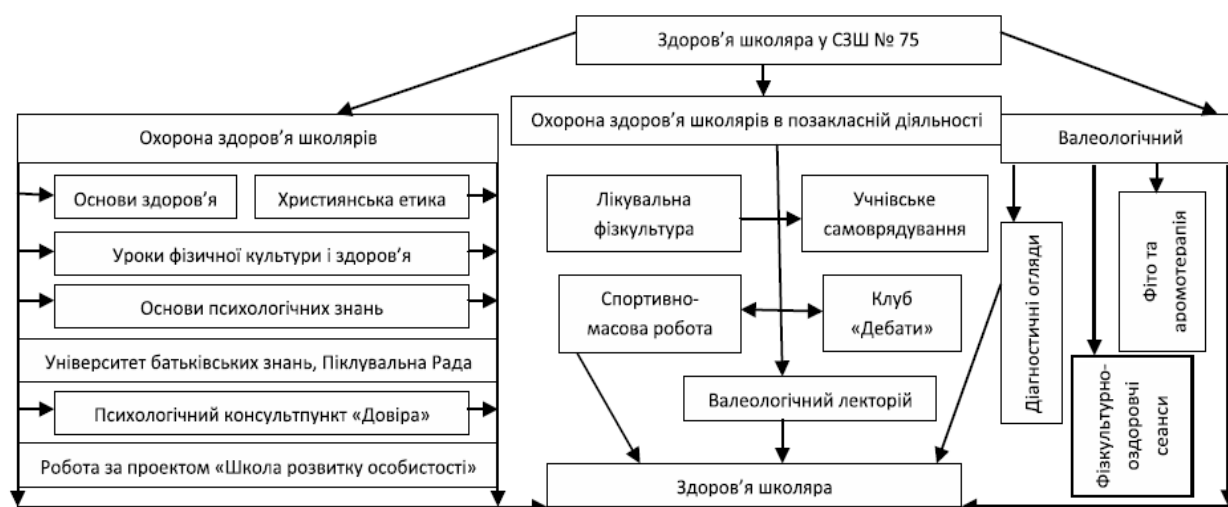 Здоров’я школяра у СЗШ № 75
Охорона здоров’я школярів
Основи здоров’я
Християнська етика
Уроки фізичної культури і здоров’я
Основи психологічних знань
Університет батьківських знань, Піклувальна Рада
Психологічний консультпункт «Довіра»
Робота за проектом «Школа розвитку особистості»
Охорона здоров’я школярів в позакласній діяльності
Лікувальна
фізкультура
Учнівське
самоврядування
Спортивно-
масова робота
Клуб
«Дебати»
Валеологічний лекторій
Здоров’я школяра
Валеологічний
Діагностичні огляди
Фізкультурно-
оздоровчі
сеанси
Фіто та
аромотерапія